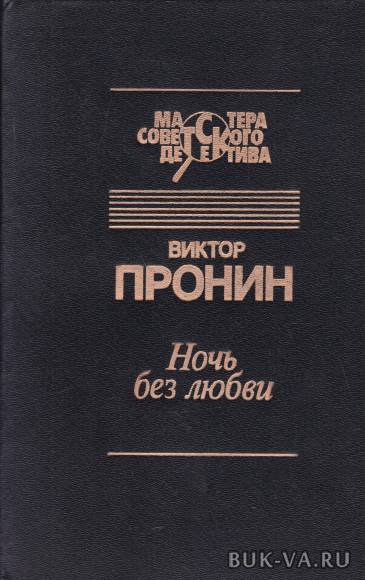 МАСТЕРА
СОВЕТСКОГО
ДЕТЕКТИВА
ВИКТОР
ПРОНИН
Ночь
без любви
BUK-VA.RU